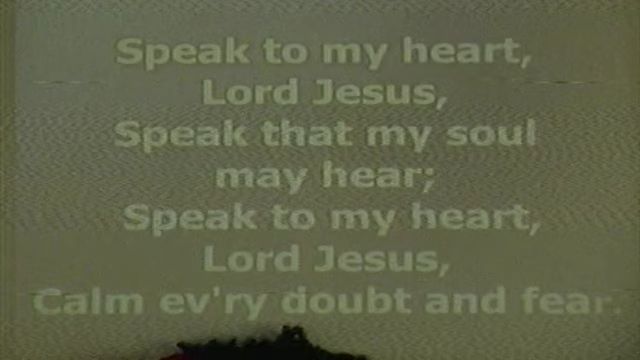 Speak to my heart,
Lord Jesus,
Speak that my soul
may hear;
Speak to my heart,
Lord Jesus,
Calm ev'ry doubt and fear.